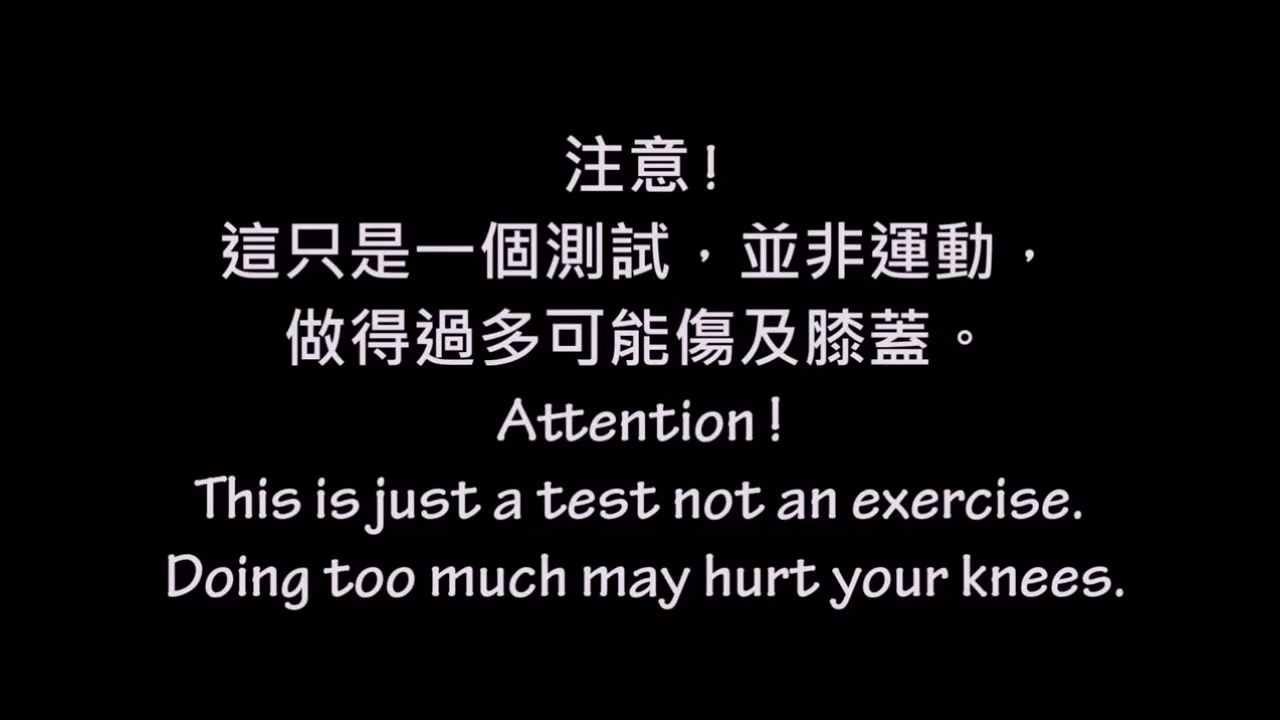 注意!
這只是一個測試，並非運動，
做得過多可能傷及膝蓋。
Attention!
This is just a test not an exercise.
Doing too much may hurt your knees.